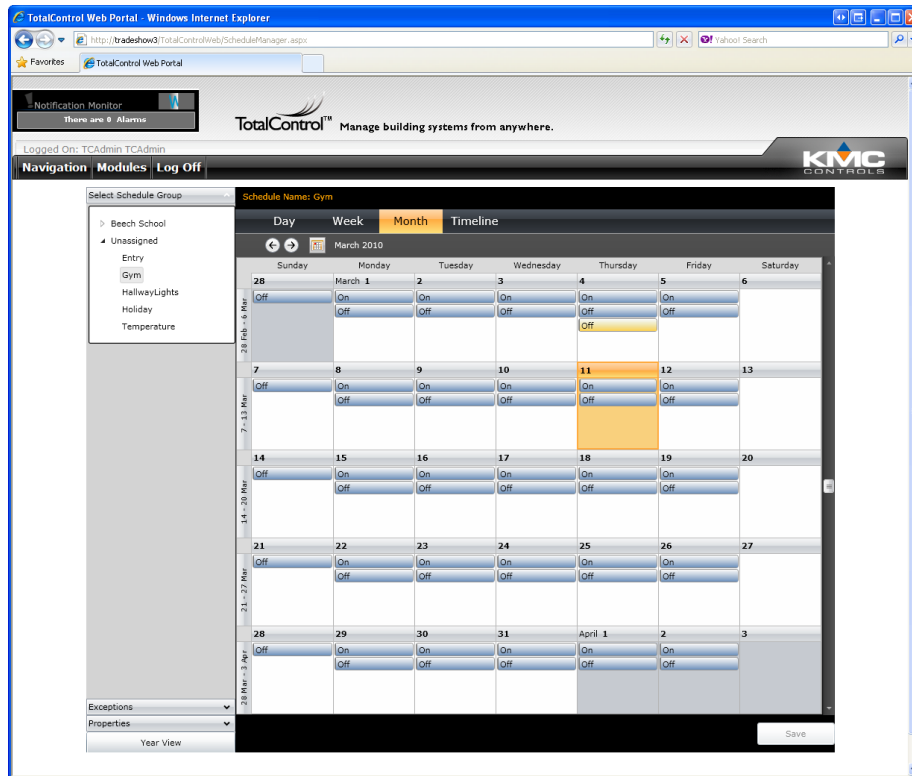 TotalControl Web Portal - Windows Internet Explorer
http://tradeshow3/TotalControlWeb/ScheduleManager.aspx
Yahoo! Search
Favorites TotalControl Web Portal
Notification Monitor
There are 0 Alarms
TotalControl™ Manage building systems from anywhere.
Logged On: TCAdmin TCAdmin
KMC
CONTROLS
Navigation Modules Log Off
Select Schedule Group
Beech School
Unassigned
Entry
Gym
HallwayLights
Holiday
Temperature
Exceptions
Properties
Year View
Schedule Name: Gym
Day Week Month Timeline
March 2010
Sunday Monday Tuesday Wednesday Thursday Friday Saturday
28 March 1 2 3 4 5 6
28 Feb - 6 Mar
Off On On On On On
Off Off Off Off Off
Off
7 8 9 10 11 12 13
7 - 13 Mar
Off On On On On On
Off Off Off Off Off
14 15 16 17 18 19 20
14 - 20 Mar
Off On On On On On
Off Off Off Off Off
21 22 23 24 25 26 27
21 - 27 Mar
Off On On On On On
Off Off Off Off Off
28 29 30 31 April 1 2 3
28 Mar - 3 Apr
Off On On On On On
Off Off Off Off Off
Save